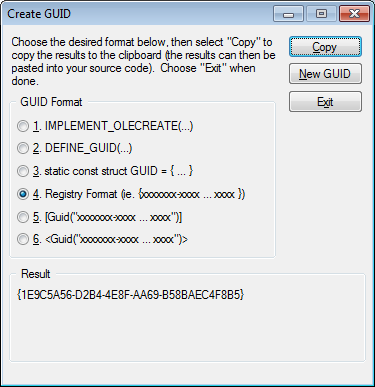 Create GUID
Choose the desired format below, then select "Copy" to
copy the results to the clipboard (the results can then be
pasted into your source code).  Choose "Exit" when
done.
Copy
New GUID
Exit
GUID Format
1. IMPLEMENT_OLECREATE(...)
2. DEFINE_GUID(...)
3. static const struct GUID = { ... }
4. Registry Format (ie. {xxxxxxx-xxxx ... xxxx })
5. [Guid("xxxxxxx-xxxx ... xxxx")]
6. <Guid("xxxxxxx-xxxx ... xxxx")>
Result
{1E9C5A56-D2B4-4E8F-AA69-B58BAEC4F8B5}